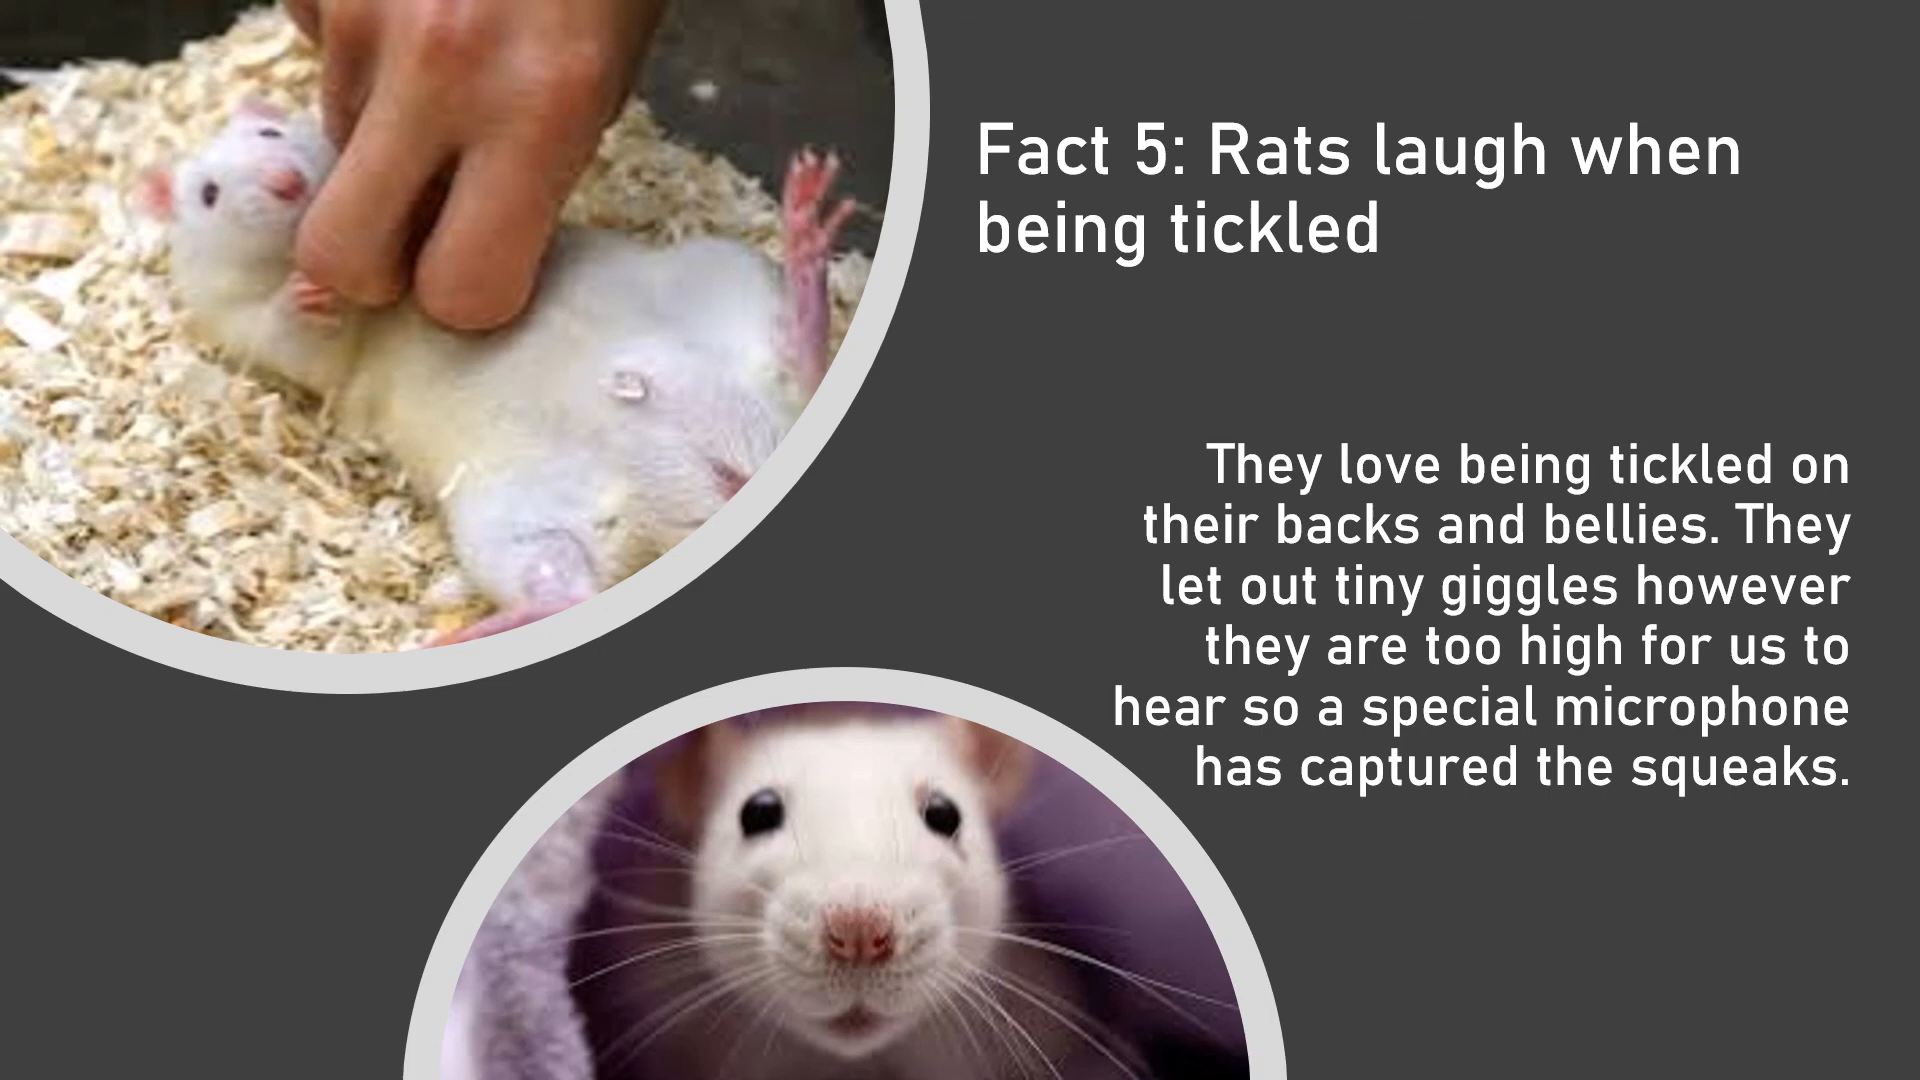 Fact 5: Rats laugh when
being tickled
They love being tickled on
their backs and bellies. They
let out tiny giggles however
they are too high for us to
hear so a special microphone
has captured the squeaks.